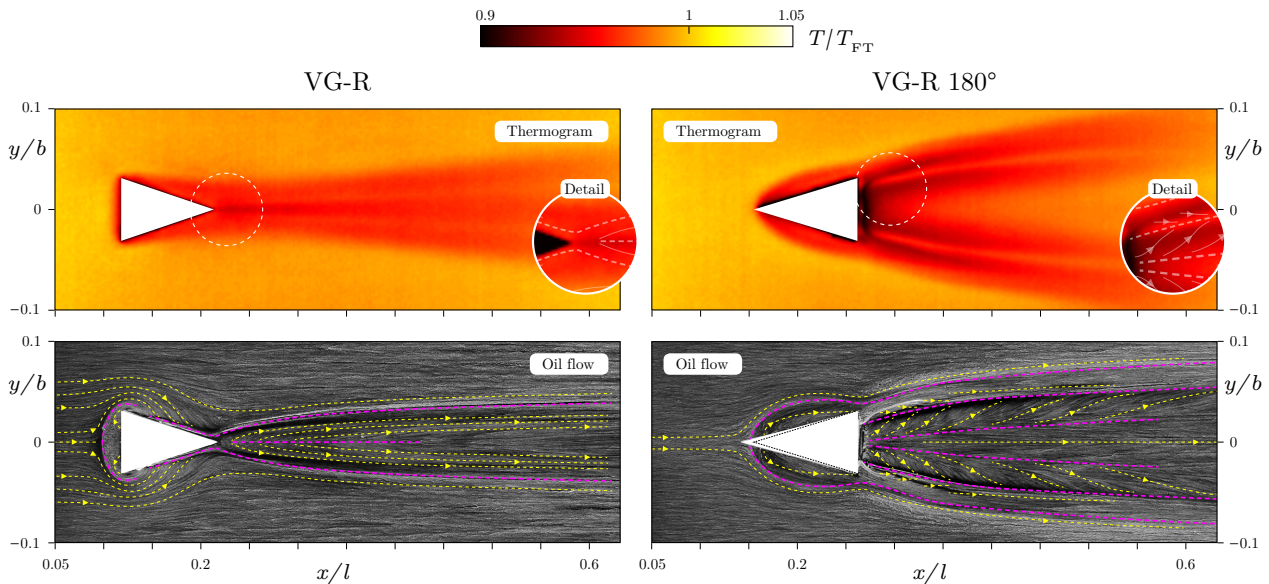 0.9 1 1.05
T/T_FT
VG-R
VG-R 180°
0.1
y/b
0
−0.1
Thermogram
Detail
Thermogram
Detail
0.1
y/b
0
−0.1
0.1
y/b
0
−0.1
Oil flow
Oil flow
0.1
y/b
0
−0.1
0.05 0.2 x/l 0.6
0.2 x/l 0.6